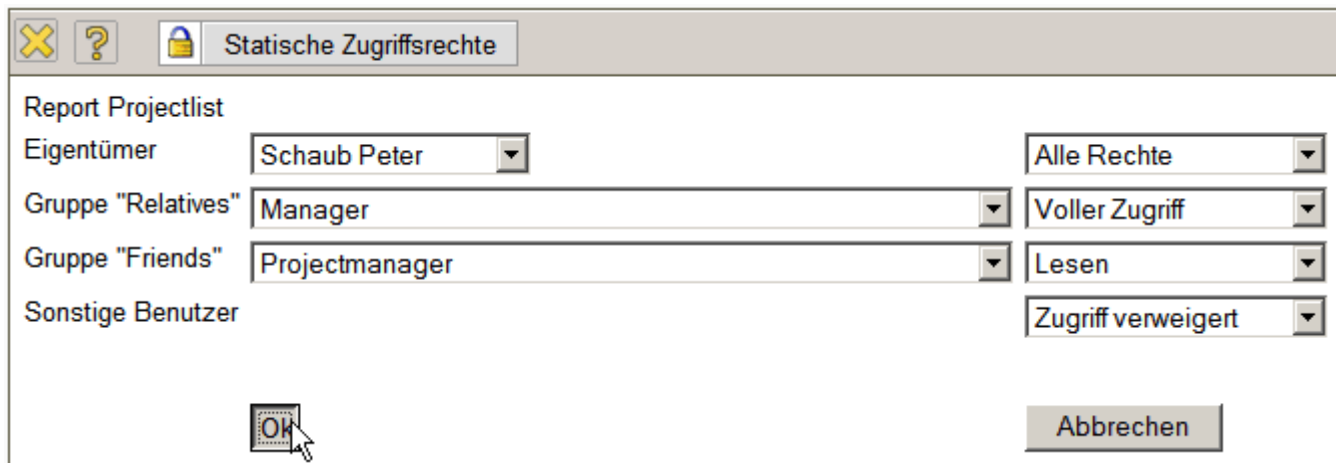 Statische Zugriffsrechte
Report Projectlist
Eigentümer Schaub Peter Alle Rechte
Gruppe "Relatives" Manager Voller Zugriff
Gruppe "Friends" Projectmanager Lesen
Sonstige Benutzer Zugriff verweigert
Ok Abbrechen